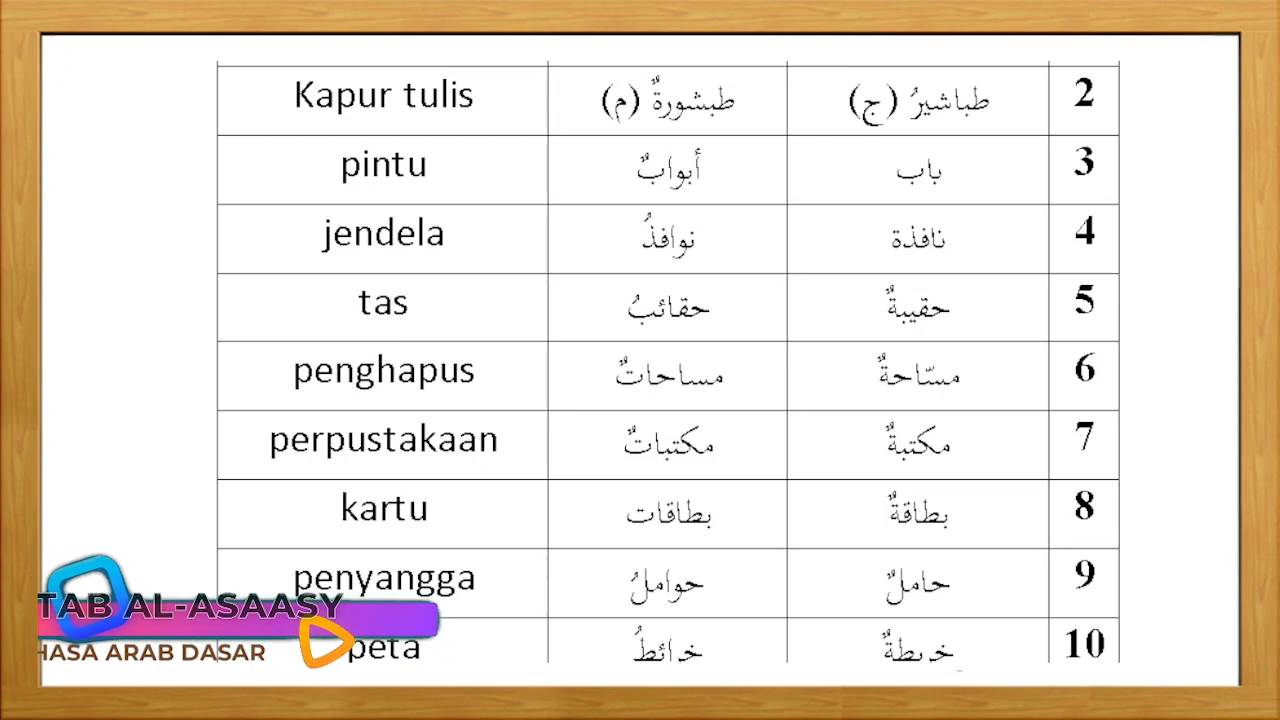 Kapur tulis طبشورةٌ (م) طباشيرُ (ج) 2
pintu أبوابٌ باب 3
jendela نوافذُ نافذة 4
tas حقائبُ حقيبةٌ 5
penghapus مساحاتٌ مسّاحةٌ 6
perpustakaan مكتباتٌ مكتبةٌ 7
kartu بطاقات بطاقةٌ 8
penyangga حواملُ حاملٌ 9
peta خرائطُ خريطةٌ 10
TAB AL-ASAASY
HASA ARAB DASAR